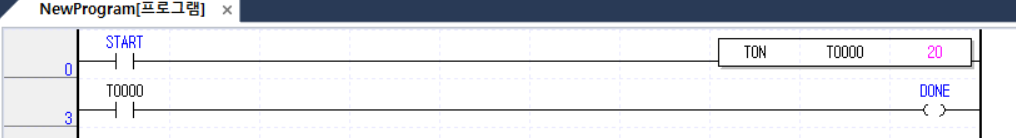 NewProgram[프로그램] ×
START
TON T0000 20
0
T0000 DONE
3